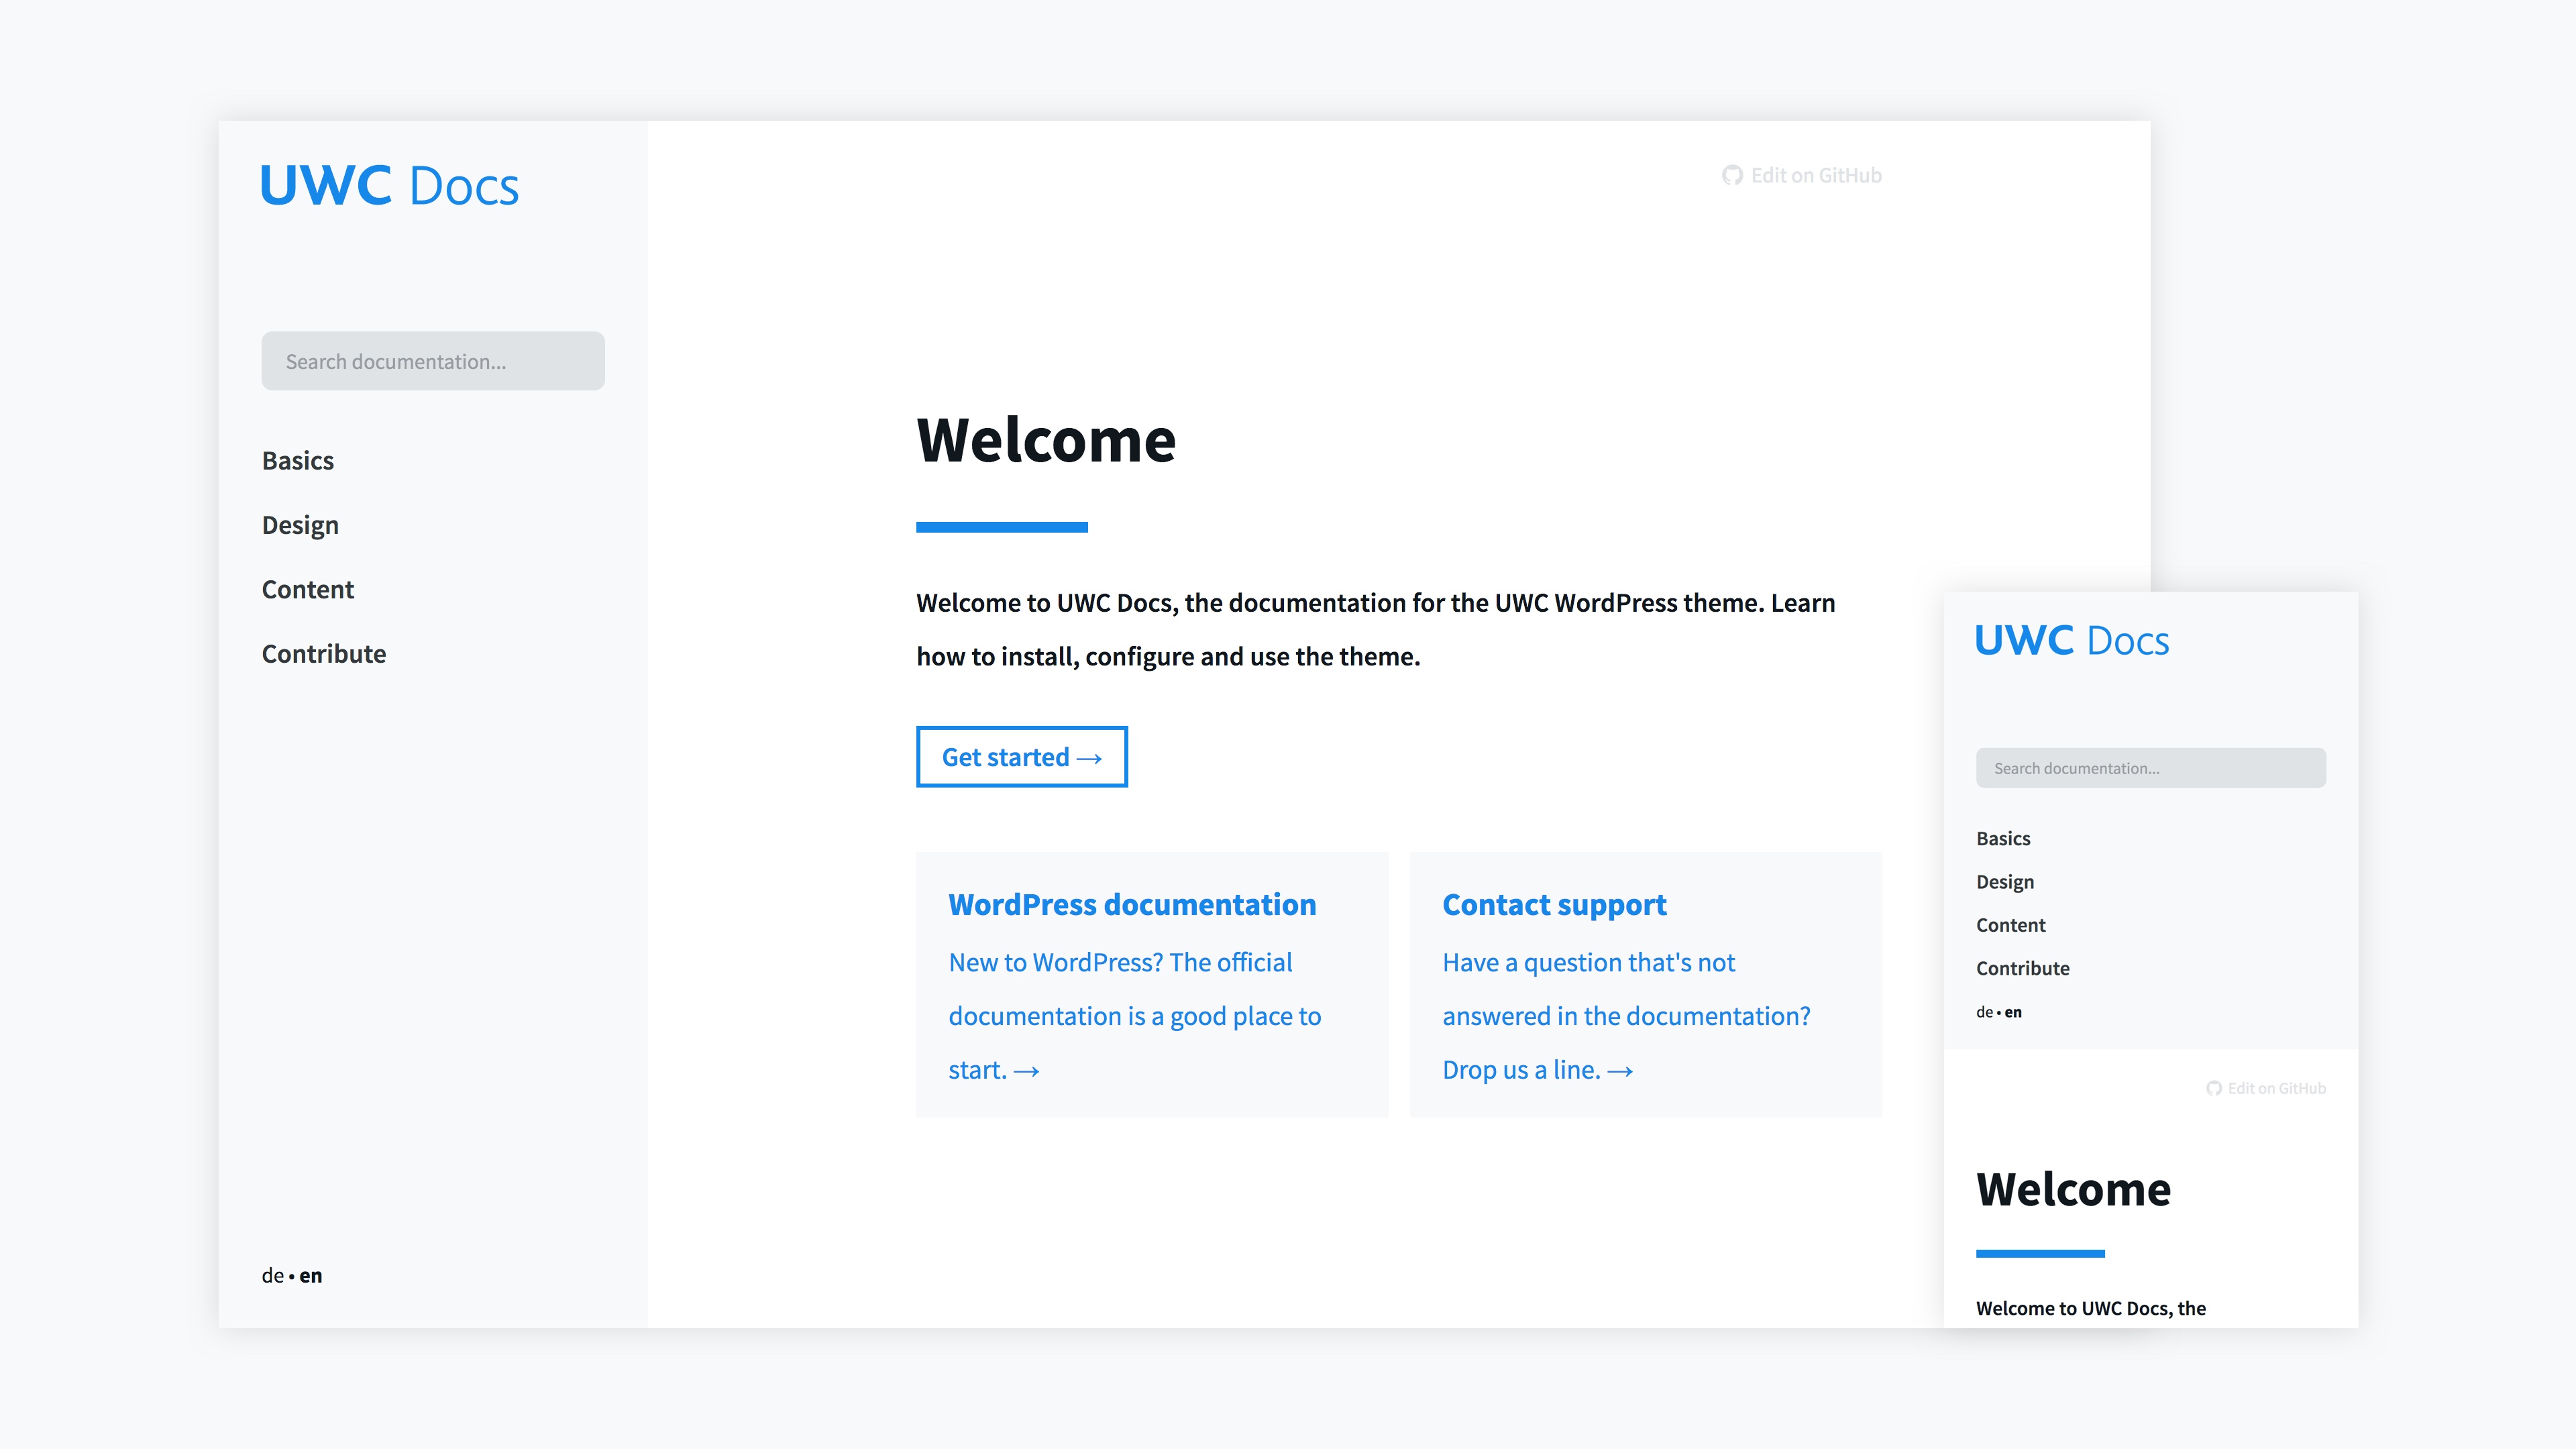 UWC Docs
Search documentation...
Basics
Design
Content
Contribute
de • en
Edit on GitHub
Welcome
Welcome to UWC Docs, the documentation for the UWC WordPress theme. Learn
how to install, configure and use the theme.
Get started →
WordPress documentation
New to WordPress? The official
documentation is a good place to
start. →
Contact support
Have a question that's not
answered in the documentation?
Drop us a line. →
UWC Docs
Search documentation...
Basics
Design
Content
Contribute
de • en
Edit on GitHub
Welcome
Welcome to UWC Docs, the